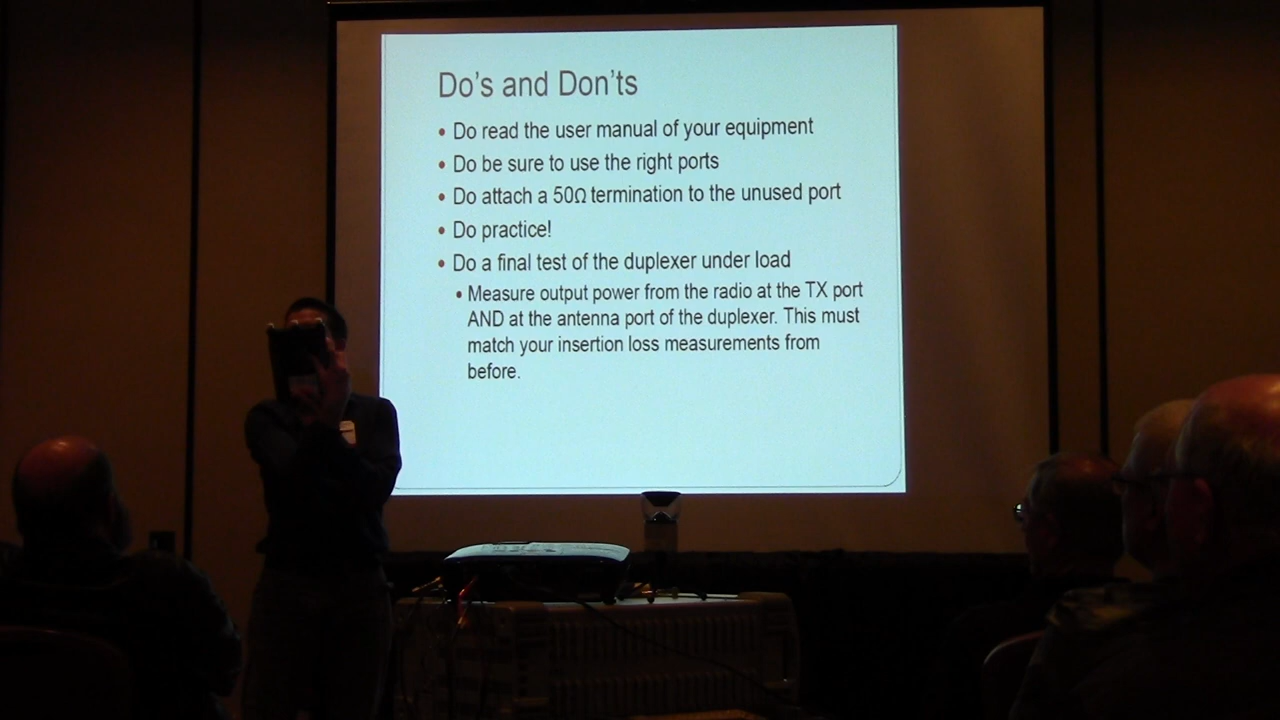 Do's and Don'ts
• Do read the user manual of your equipment
• Do be sure to use the right ports
• Do attach a 50Ω termination to the unused port
• Do practice!
• Do a final test of the duplexer under load
• Measure output power from the radio at the TX port
AND at the antenna port of the duplexer. This must
match your insertion loss measurements from
before.